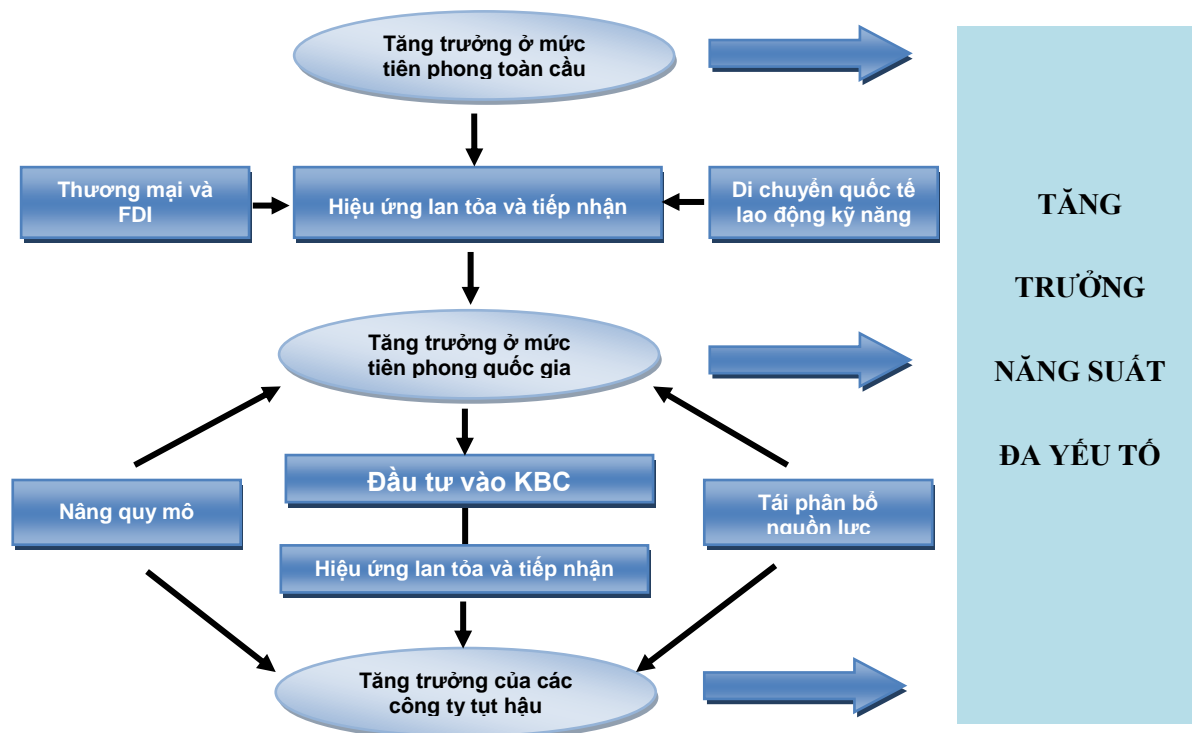 Tăng trưởng ở mức
tiên phong toàn cầu
Thương mại và
FDI
Hiệu ứng lan tỏa và tiếp nhận
Di chuyển quốc tế
lao động kỹ năng
Tăng trưởng ở mức
tiên phong quốc gia
Đầu tư vào KBC
Nâng quy mô
Tái phân bổ
nguồn lực
Hiệu ứng lan tỏa và tiếp nhận
Tăng trưởng của các
công ty tụt hậu
TĂNG
TRƯỞNG
NĂNG SUẤT
ĐA YẾU TỐ